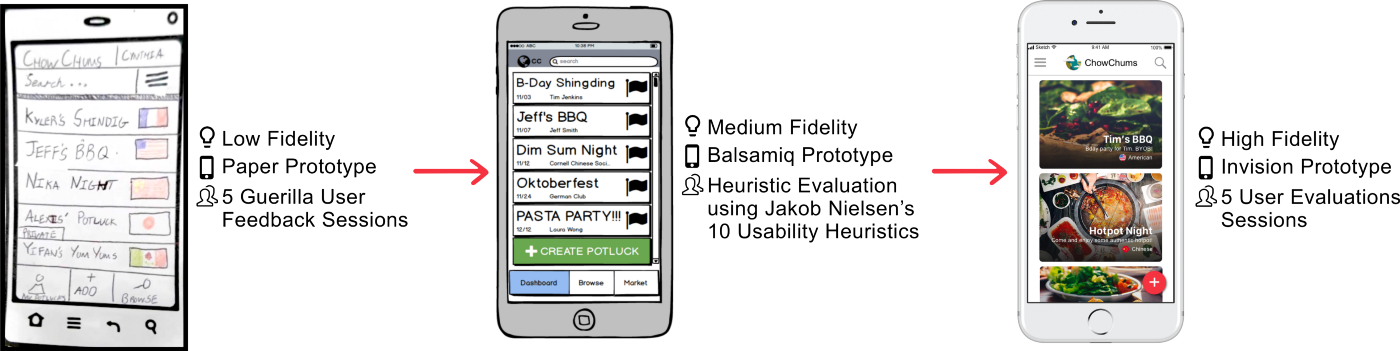 CHOW CHUMS | CYNTHIA
SEARCH...
KYLER'S SHINDIG
JEFF'S BBQ.
NIKA NIGHT
ALEXIS' POTLUCK
PRIVATE
YIFAN'S YUM YUMS
MY POTLUCKS
ADD
BROWSE
Low Fidelity
Paper Prototype
5 Guerilla User
Feedback Sessions
ABC 10:38 PM
CC search
B-Day Shingding
11/03 Tim Jenkins
Jeff's BBQ
11/07 Jeff Smith
Dim Sum Night
11/12 Cornell Chinese Soci..
Oktoberfest
11/24 German Club
PASTA PARTY!!!
12/12 Laura Wong
+ CREATE POTLUCK
Dashboard Browse Market
Medium Fidelity
Balsamiq Prototype
Heuristic Evaluation
using Jakob Nielsen's
10 Usability Heuristics
Sketch 9:41 AM 100%
ChowChums
Tim's BBQ
Bday party for Tim. BYOB!
American
Hotpot Night
Come and enjoy some authentic hotpot
Chinese
+
High Fidelity
Invision Prototype
5 User Evaluations
Sessions